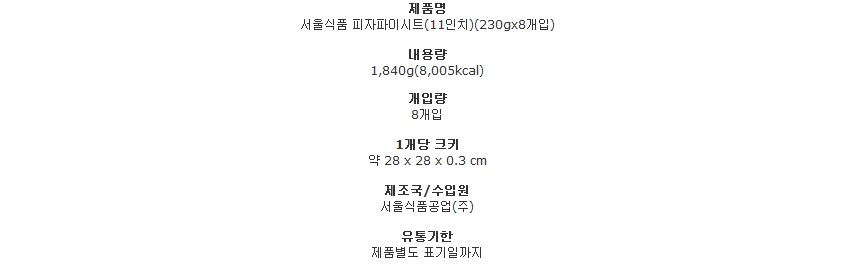 제품명
서울식품 피자파이시트(11인치)(230gx8개입)
내용량
1,840g(8,005kcal)
개입량
8개입
1개당 크키
약 28 x 28 x 0.3 cm
제조국/수입원
서울식품공업(주)
유통기한
제품별도 표기일까지